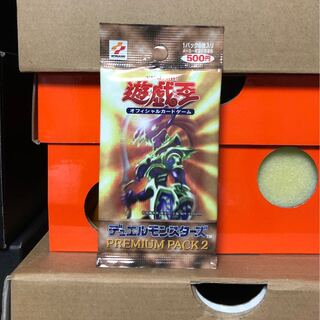 KONAMI
1パック5枚入り
500円
遊戯王
オフィシャルカードゲーム
デュエルモンスターズ
PREMIUM PACK 2